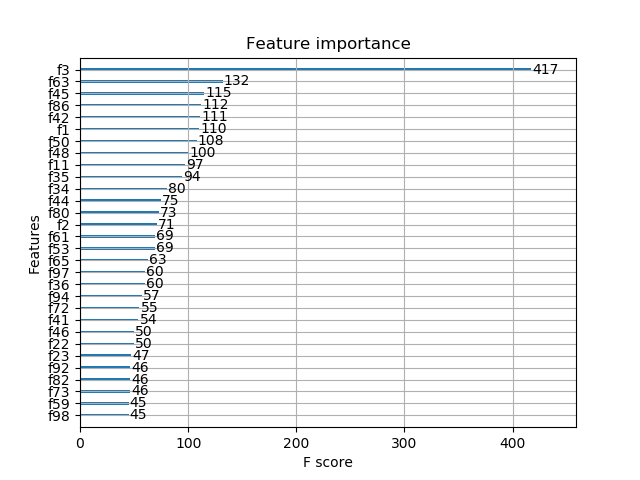 Feature importance
f3 417
f63 132
f45 115
f86 112
f42 111
f1 110
f50 108
f48 100
f11 97
f35 94
f34 80
f44 75
f80 73
f2 71
f61 69
f53 69
f65 63
f97 60
f36 60
f94 57
f72 55
f41 54
f46 50
f22 50
f23 47
f92 46
f82 46
f73 46
f59 45
f98 45
Features
0 100 200 300 400
F score